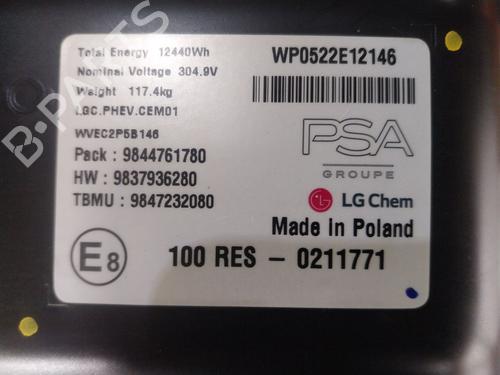 Total Energy 12440Wh
Nominal Voltage 304.9V
Weight 117.4kg
LGC.PHEV.CEM01
WVEC2P5B146
Pack : 9844761780
HW : 9837936280
TBMU : 9847232080
WP0522E12146
PSA
GROUPE
LG LG Chem
Made in Poland
E8 100 RES - 0211771
B-PARTS